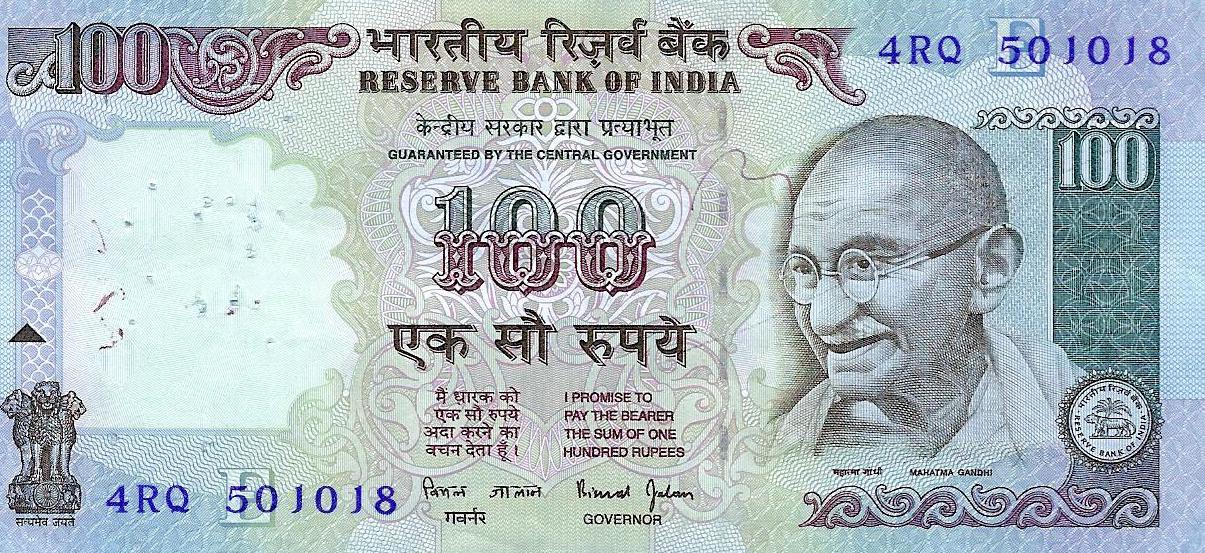 100
भारतीय रिज़र्व बैंक
RESERVE BANK OF INDIA
4RQ 501018
E
केन्द्रीय सरकार द्वारा प्रत्याभूत
GUARANTEED BY THE CENTRAL GOVERNMENT
100
100
एक सौ रुपये
मैं धारक को
एक सौ रुपये
अदा करने का
वचन देता हूँ।
I PROMISE TO
PAY THE BEARER
THE SUM OF ONE
HUNDRED RUPEES
महात्मा गांधी MAHATMA GANDHI
भारतीय रिज़र्व बैंक
RESERVE BANK OF INDIA
सत्यमेव जयते
4RQ 501018
E
बिमल जालान
Bimal Jalan
गवर्नर
GOVERNOR